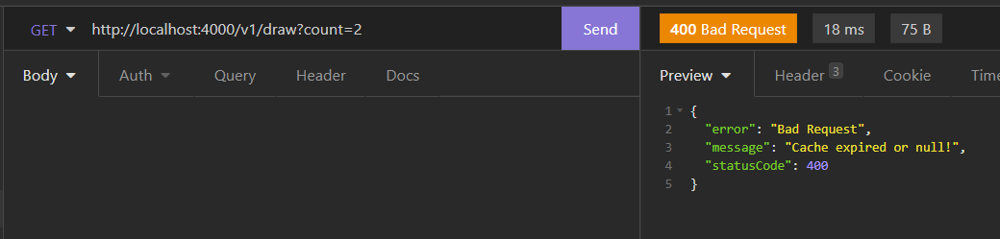 GET http://localhost:4000/v1/draw?count=2 Send 400 Bad Request 18 ms 75 B
Body Auth Query Header Docs Preview Header 3 Cookie Time
1 {
2 "error": "Bad Request",
3 "message": "Cache expired or null!",
4 "statusCode": 400
5 }